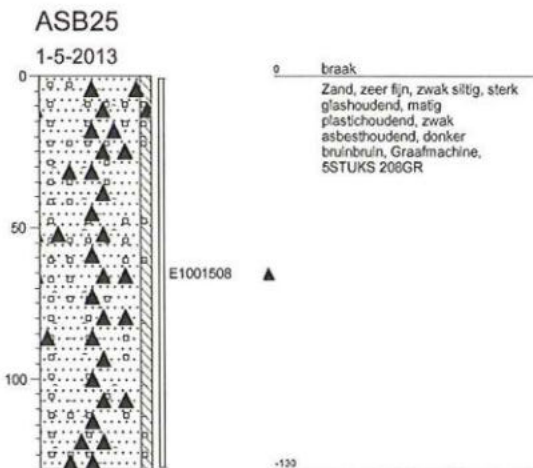 ASB25
1-5-2013
0
0 braak
Zand, zeer fijn, zwak siltig, sterk
glashoudend, matig
plastichoudend, zwak
asbesthoudend, donker
bruinbruin, Graafmachine,
5STUKS 208GR
50
E1001508
100
-130